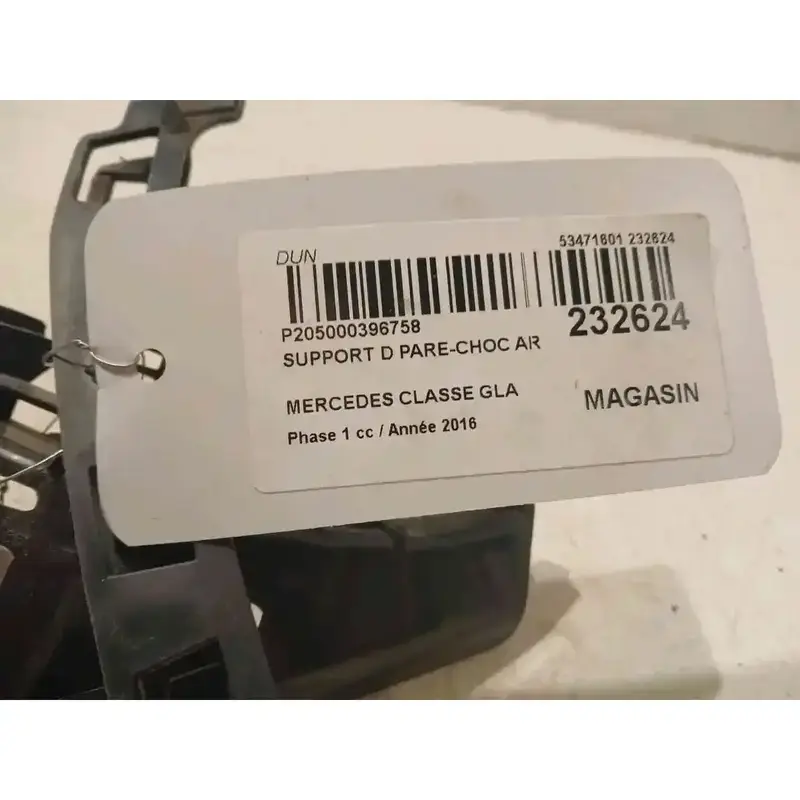 DUN
53471601 232624
P205000396758
232624
SUPPORT D PARE-CHOC AR
MERCEDES CLASSE GLA
MAGASIN
Phase 1 cc / Année 2016